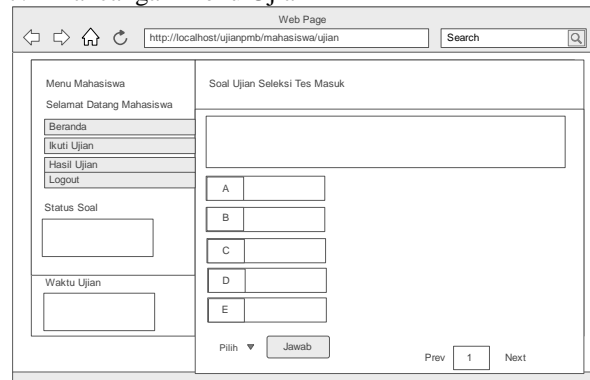 Web Page
http://localhost/ujianpmb/mahasiswa/ujian
Search
Menu Mahasiswa
Selamat Datang Mahasiswa
Beranda
Ikuti Ujian
Hasil Ujian
Logout
Status Soal
Waktu Ujian
Soal Ujian Seleksi Tes Masuk
A
B
C
D
E
Pilih
Jawab
Prev
1
Next